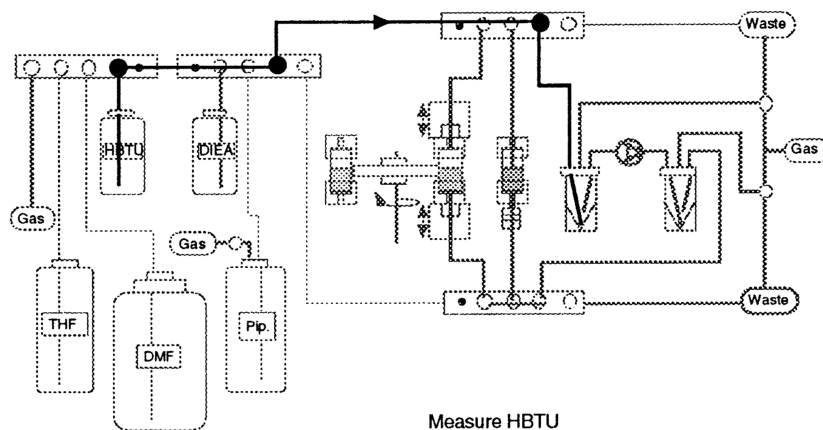 Waste
HBTU
DIEA
Gas
Gas
Gas
THF
DMF
Pip.
Waste
Measure HBTU